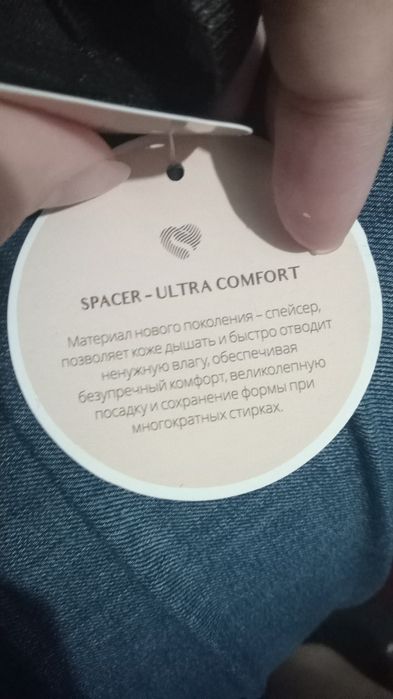 SPACER – ULTRA COMFORT
Материал нового поколения – спейсер,
позволяет коже дышать и быстро отводит
ненужную влагу, обеспечивая
безупречный комфорт, великолепную
посадку и сохранение формы при
многократных стирках.